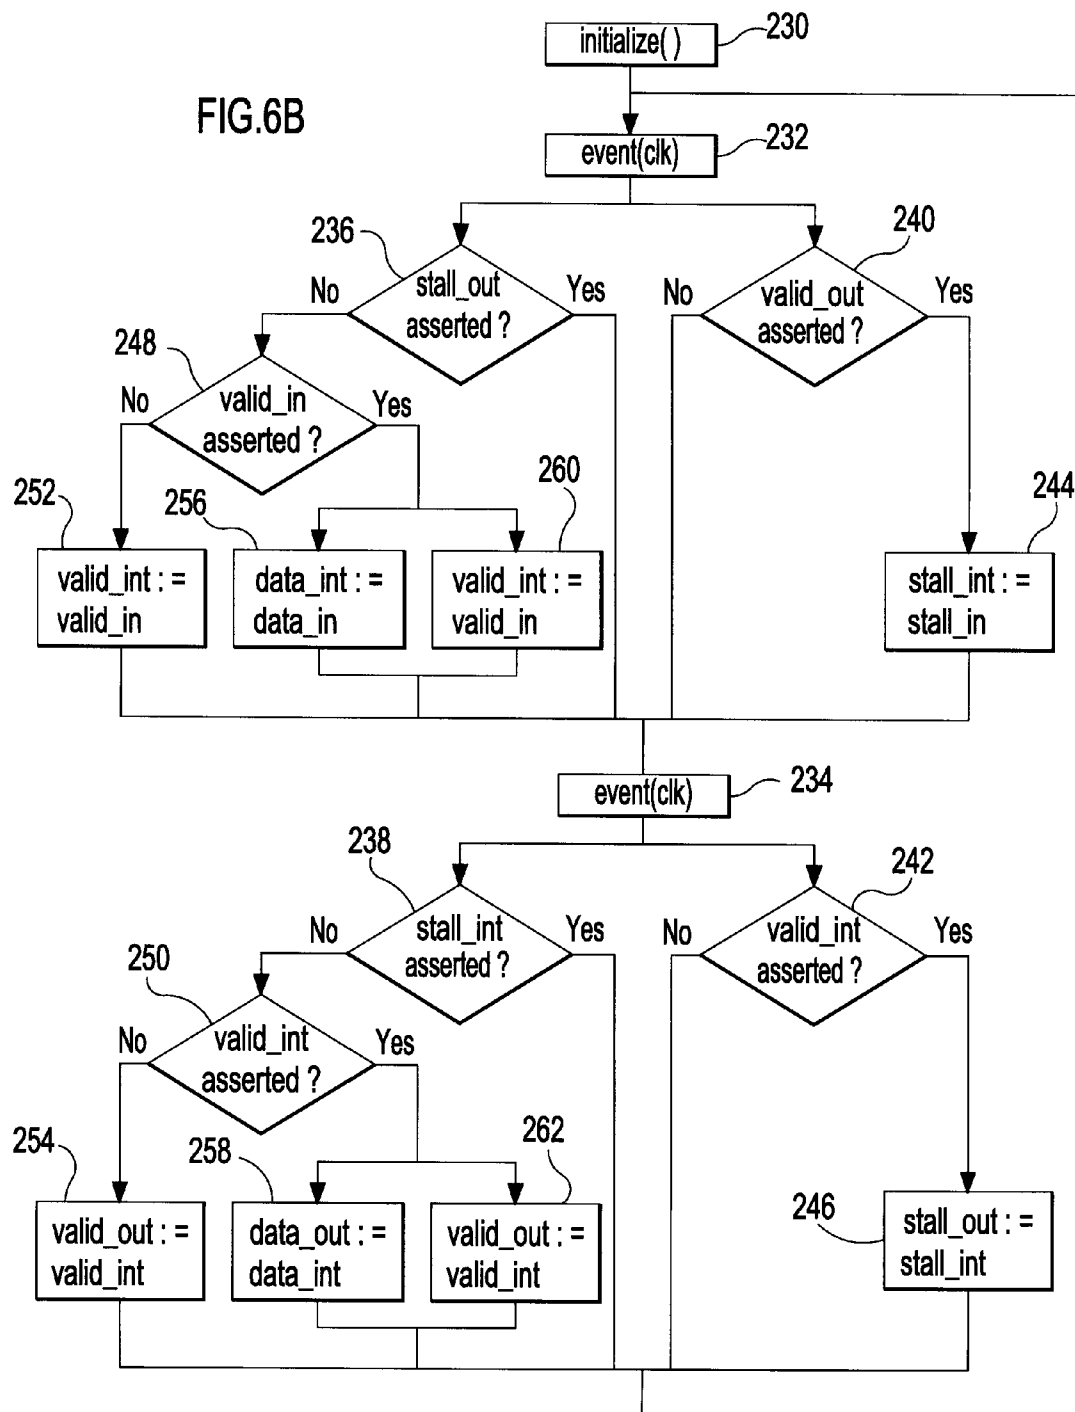 initialize( )
230
FIG.6B
event(clk)
232
236
240
No
stall_out
asserted ?
Yes
No
valid_out
asserted ?
Yes
248
No
valid_in
asserted ?
Yes
252
256
260
244
valid_int : =
valid_in
data_int : =
data_in
valid_int : =
valid_in
stall_int : =
stall_in
event(clk)
234
238
242
No
stall_int
asserted ?
Yes
No
valid_int
asserted ?
Yes
250
No
valid_int
asserted ?
Yes
254
258
262
246
valid_out : =
valid_int
data_out : =
data_int
valid_out : =
valid_int
stall_out : =
stall_int